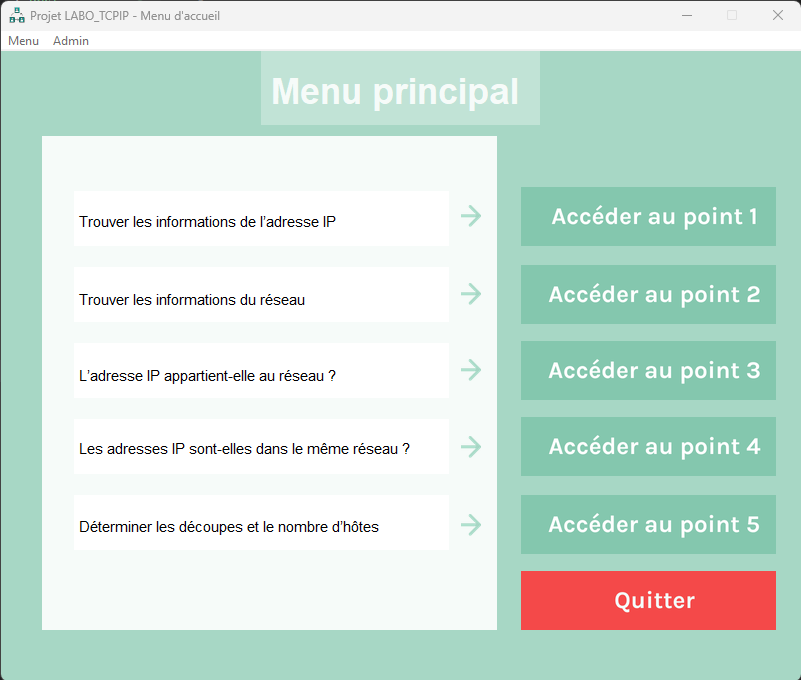 Projet LABO_TCPIP - Menu d'accueil
Menu Admin
Menu principal
Trouver les informations de l’adresse IP
Accéder au point 1
Trouver les informations du réseau
Accéder au point 2
L’adresse IP appartient-elle au réseau ?
Accéder au point 3
Les adresses IP sont-elles dans le même réseau ?
Accéder au point 4
Déterminer les découpes et le nombre d’hôtes
Accéder au point 5
Quitter